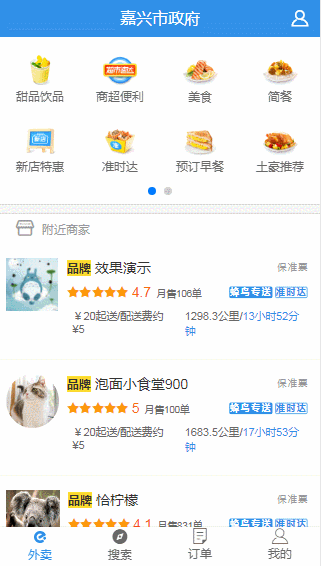 嘉兴市政府
甜品饮品 商超便利 美食 简餐
新店特惠 准时达 预订早餐 土豪推荐
附近商家
品牌 效果演示 保准票
4.7 月售106单 蜂鸟专送 准时达
¥20起送/配送费约 1298.3公里/13小时52分
¥5 钟
品牌 泡面小食堂900 保准票
5 月售100单 蜂鸟专送 准时达
¥20起送/配送费约 1683.5公里/17小时53分
¥5 钟
品牌 恰柠檬 保准票
4.1 月售831单 蜂鸟专送 准时达
外卖 搜索 订单 我的